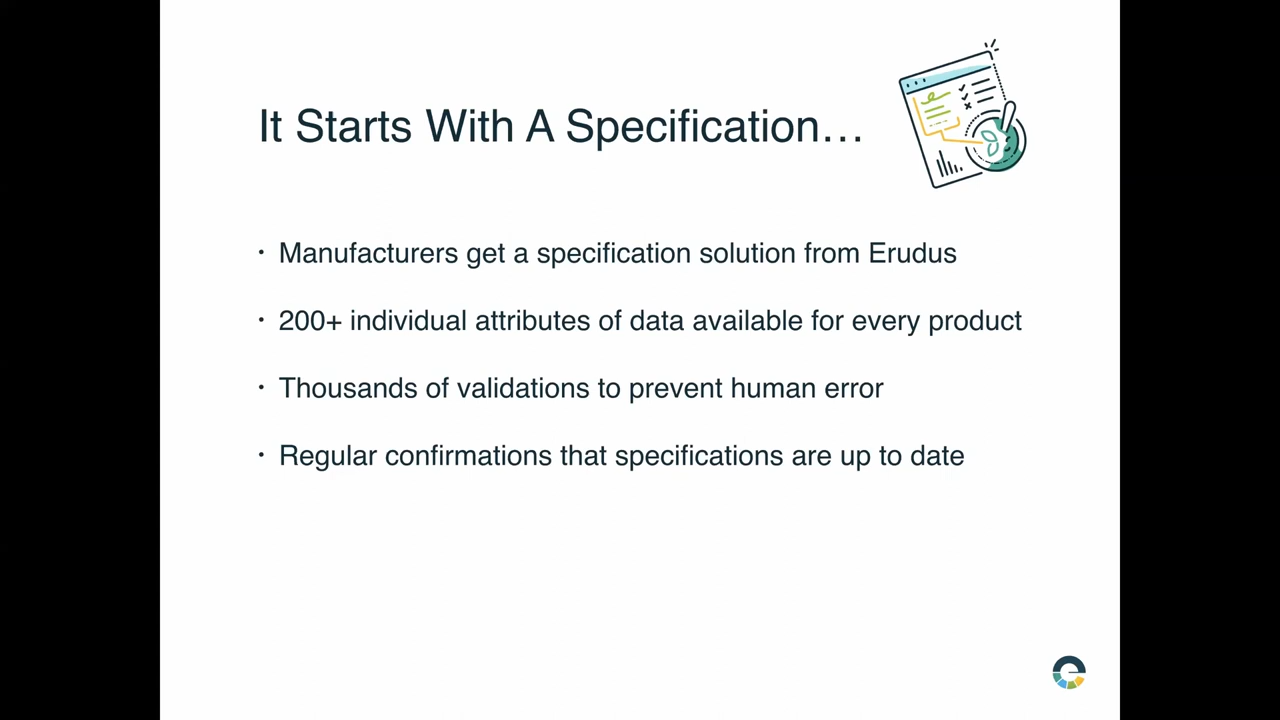 It Starts With A Specification…
• Manufacturers get a specification solution from Erudus
• 200+ individual attributes of data available for every product
• Thousands of validations to prevent human error
• Regular confirmations that specifications are up to date